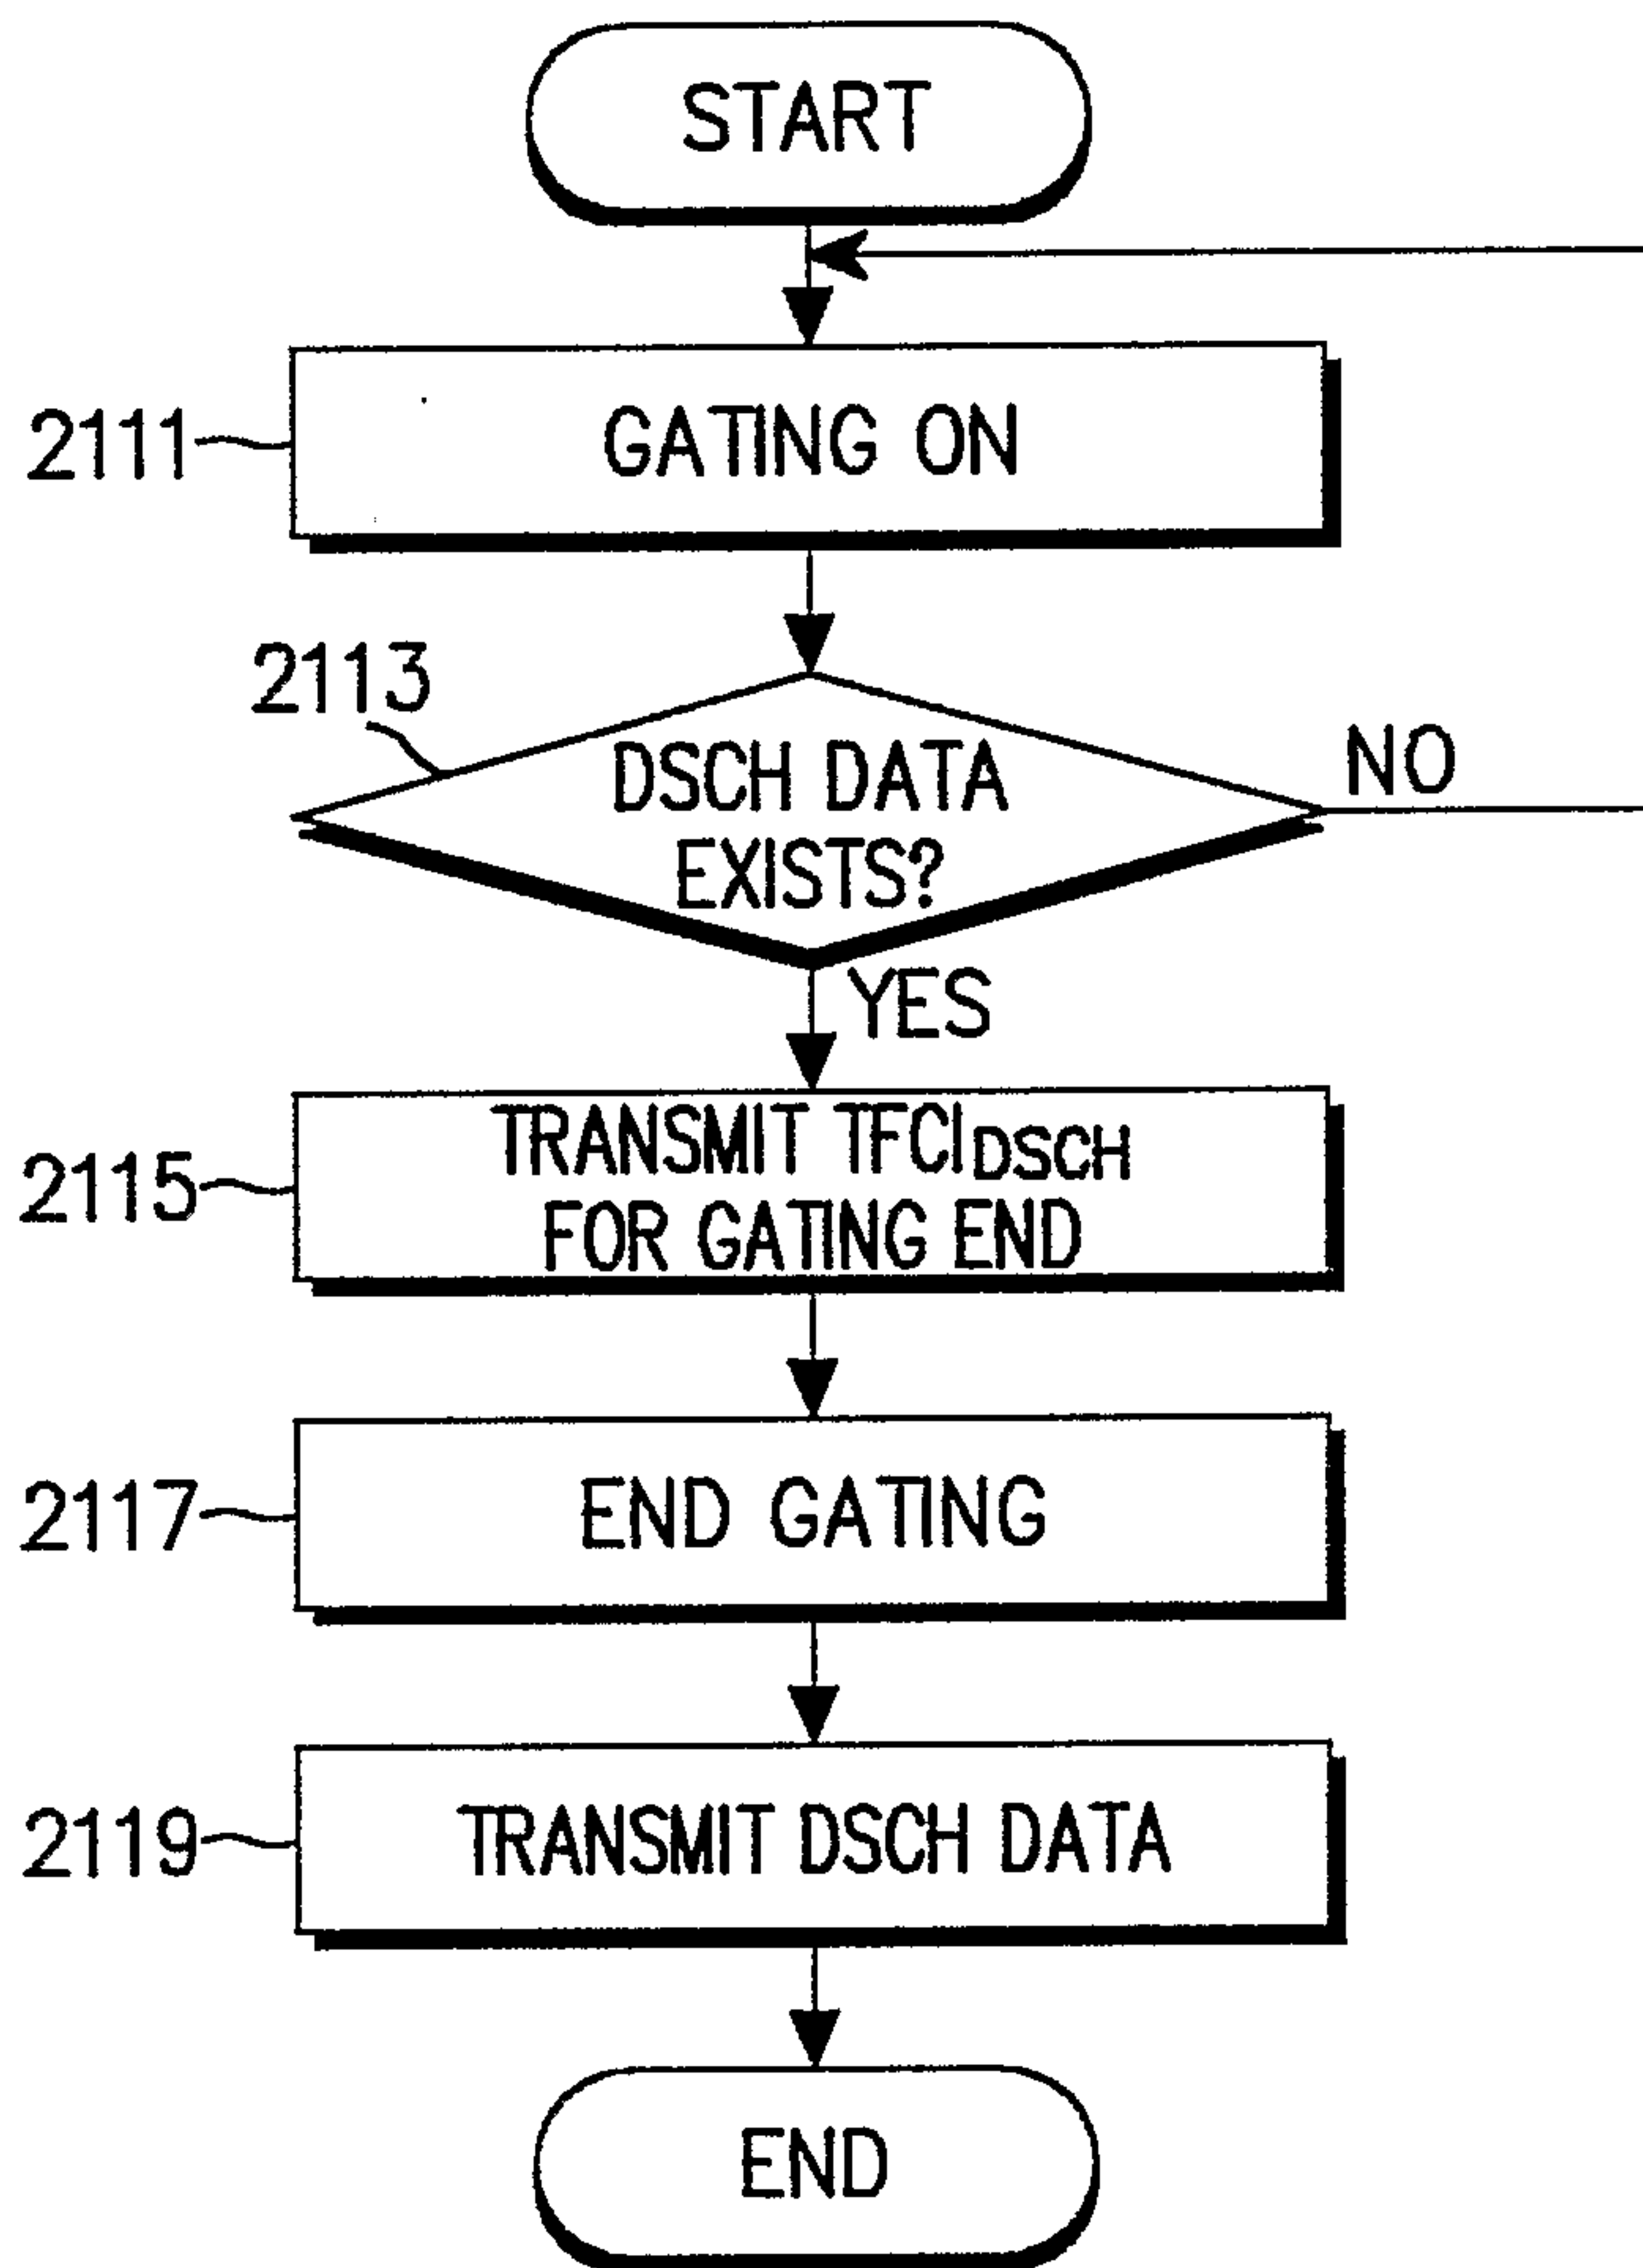 START
2111
GATING ON
2113
DSCH DATA
EXISTS?
NO
YES
2115
TRANSMIT TFCI_DSCH
FOR GATING END
2117
END GATING
2119
TRANSMIT DSCH DATA
END